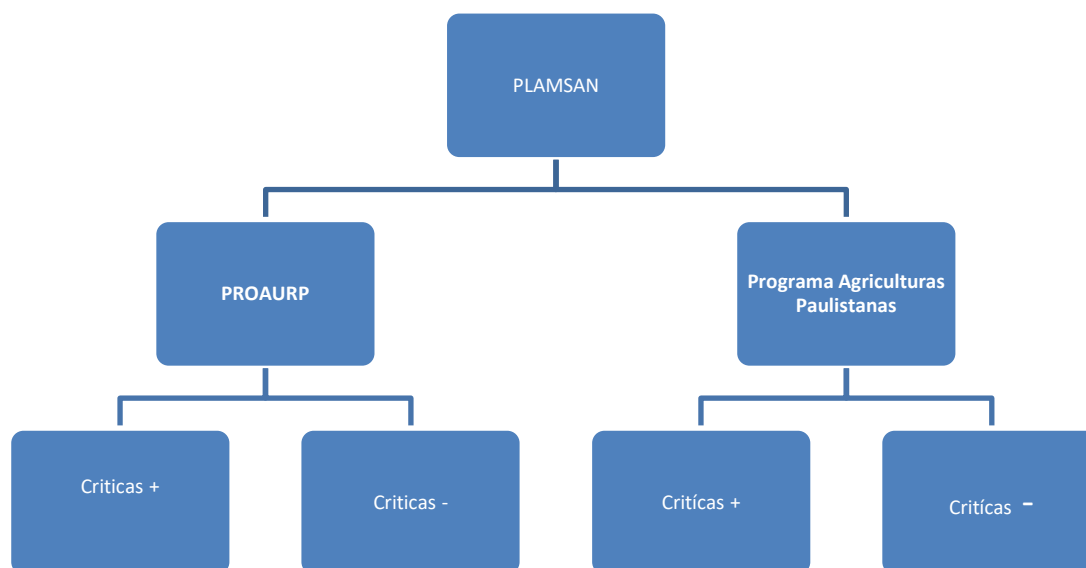 PLAMSAN
PROAURP
Programa Agriculturas
Paulistanas
Criticas +
Criticas -
Critícas +
Critícas -